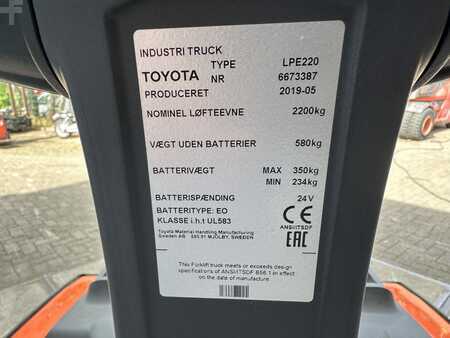 INDUSTRI TRUCK
TOYOTA TYPE LPE220
NR 6673387
PRODUCERET 2019-05
NOMINEL LØFTEEVNE 2200kg
VÆGT UDEN BATTERIER 580kg
BATTERIVÆGT MAX 350kg
MIN 234kg
BATTERISPÆNDING 24V
BATTERITYPE: EO
KLASSE i.h.t UL583
CE
ANSI/ITSDF
EAC
Toyota Material Handling Manufacturing
Sweden AB 595 81 MJÖLBY, SWEDEN
This Forklift truck meets or exceeds design
specifications of ANSI/ITSDF B56.1 in effect
on the date of manufacture.